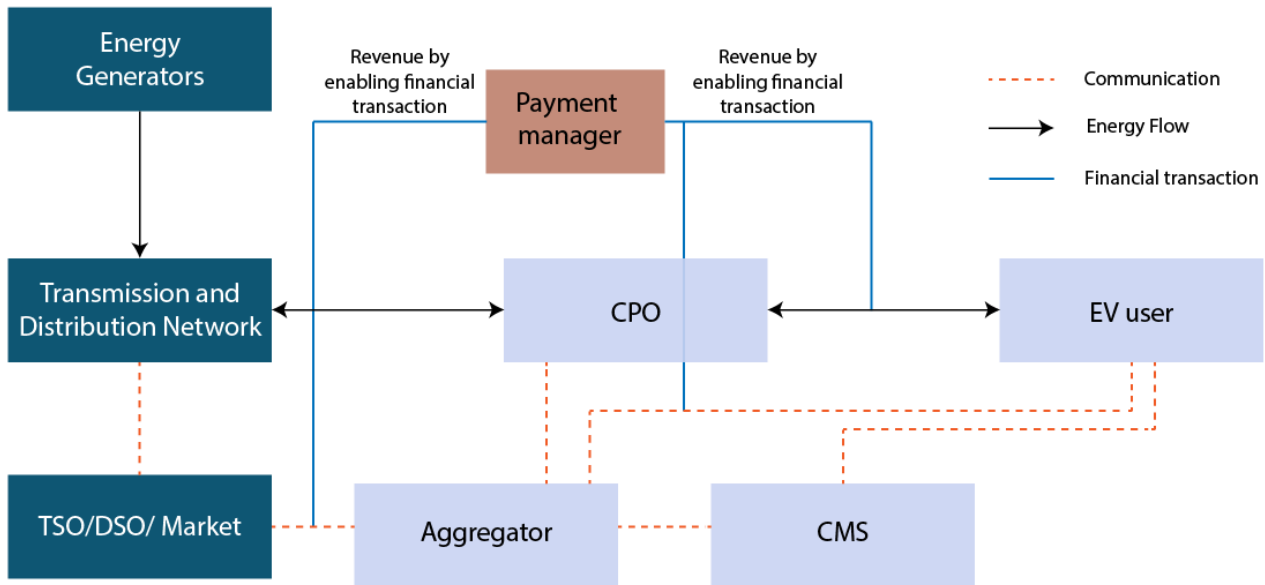 Energy
Generators
Revenue by
enabling financial
transaction
Payment
manager
Revenue by
enabling financial
transaction
Communication
Energy Flow
Financial transaction
Transmission and
Distribution Network
CPO
EV user
TSO/DSO/ Market
Aggregator
CMS